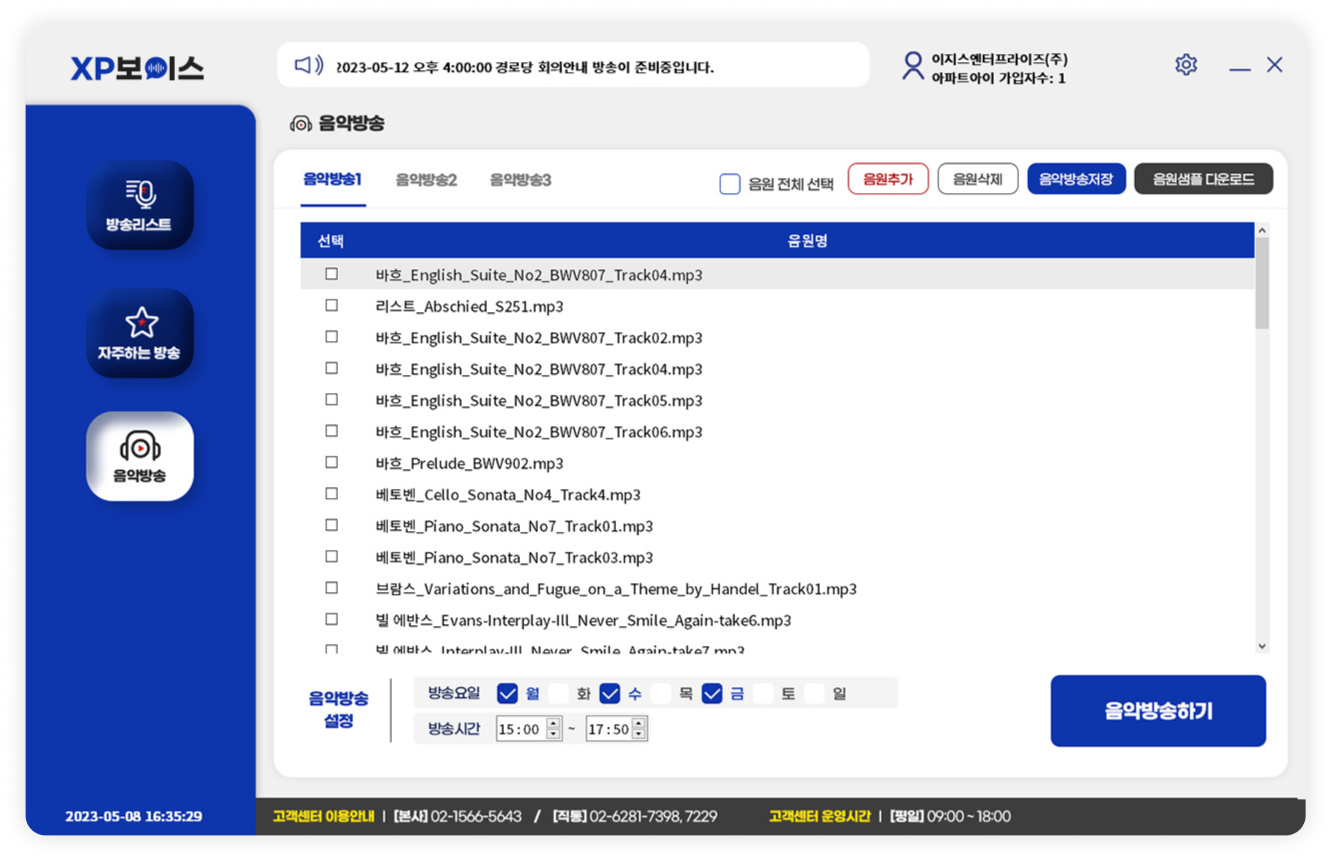 XP보이스
2023-05-12 오후 4:00:00 경로당 회의안내 방송이 준비중입니다.
이지스엔터프라이즈(주)
아파트아이 가입자수: 1
음악방송
방송리스트
자주하는 방송
음악방송
음악방송1 음악방송2 음악방송3 음원 전체 선택 음원추가 음원삭제 음악방송저장 음원샘플 다운로드
선택 음원명
바흐_English_Suite_No2_BWV807_Track04.mp3
리스트_Abschied_S251.mp3
바흐_English_Suite_No2_BWV807_Track02.mp3
바흐_English_Suite_No2_BWV807_Track04.mp3
바흐_English_Suite_No2_BWV807_Track05.mp3
바흐_English_Suite_No2_BWV807_Track06.mp3
바흐_Prelude_BWV902.mp3
베토벤_Cello_Sonata_No4_Track4.mp3
베토벤_Piano_Sonata_No7_Track01.mp3
베토벤_Piano_Sonata_No7_Track03.mp3
브람스_Variations_and_Fugue_on_a_Theme_by_Handel_Track01.mp3
빌 에반스_Evans-Interplay-Ill_Never_Smile_Again-take6.mp3
빌 에반스_Interplay-Ill_Never_Smile_Again-take7.mp3
음악방송
설정
방송요일 월 화 수 목 금 토 일
방송시간 15:00 ~ 17:50
음악방송하기
2023-05-08 16:35:29
고객센터 이용안내 | [본사] 02-1566-5643 / [직통] 02-6281-7398, 7229 고객센터 운영시간 | [평일] 09:00 ~ 18:00